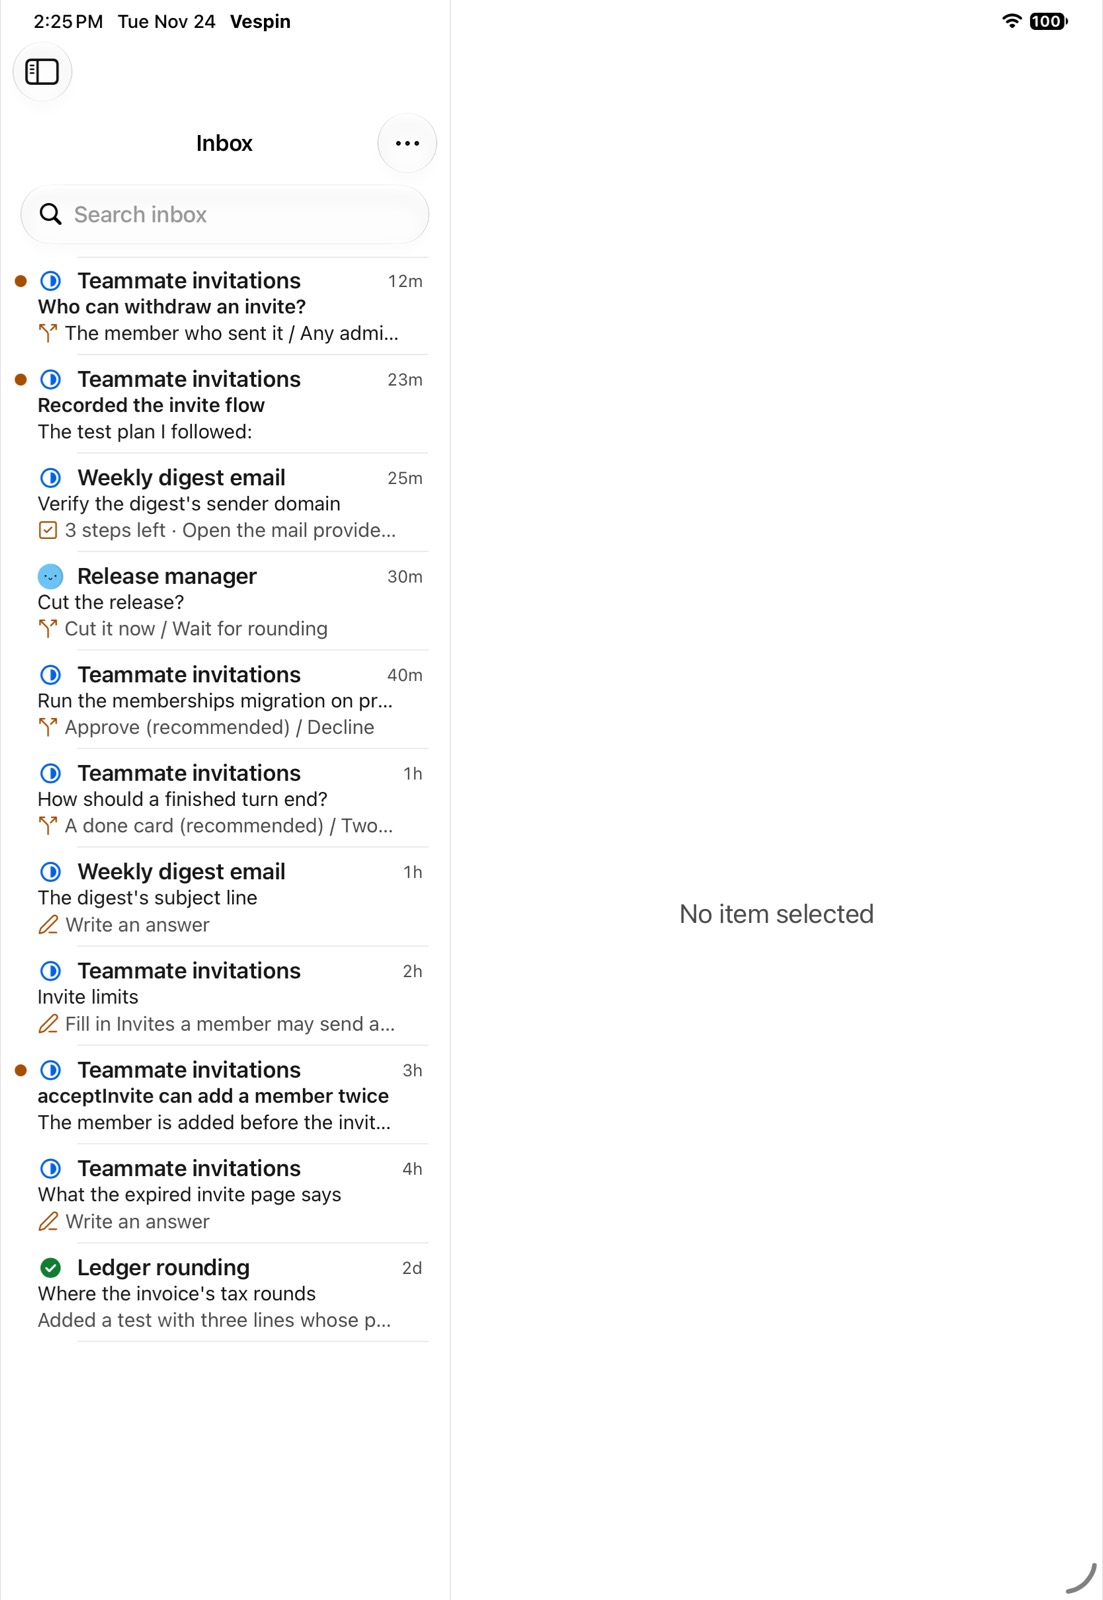 2:25 PM Tue Nov 24 Vespin
100
Inbox
Search inbox
Teammate invitations 12m
Who can withdraw an invite?
The member who sent it / Any admi...
Teammate invitations 23m
Recorded the invite flow
The test plan I followed:
Weekly digest email 25m
Verify the digest's sender domain
3 steps left · Open the mail provide...
Release manager 30m
Cut the release?
Cut it now / Wait for rounding
Teammate invitations 40m
Run the memberships migration on pr...
Approve (recommended) / Decline
Teammate invitations 1h
How should a finished turn end?
A done card (recommended) / Two...
Weekly digest email 1h
The digest's subject line
Write an answer
Teammate invitations 2h
Invite limits
Fill in Invites a member may send a...
Teammate invitations 3h
acceptInvite can add a member twice
The member is added before the invit...
Teammate invitations 4h
What the expired invite page says
Write an answer
Ledger rounding 2d
Where the invoice's tax rounds
Added a test with three lines whose p...
No item selected